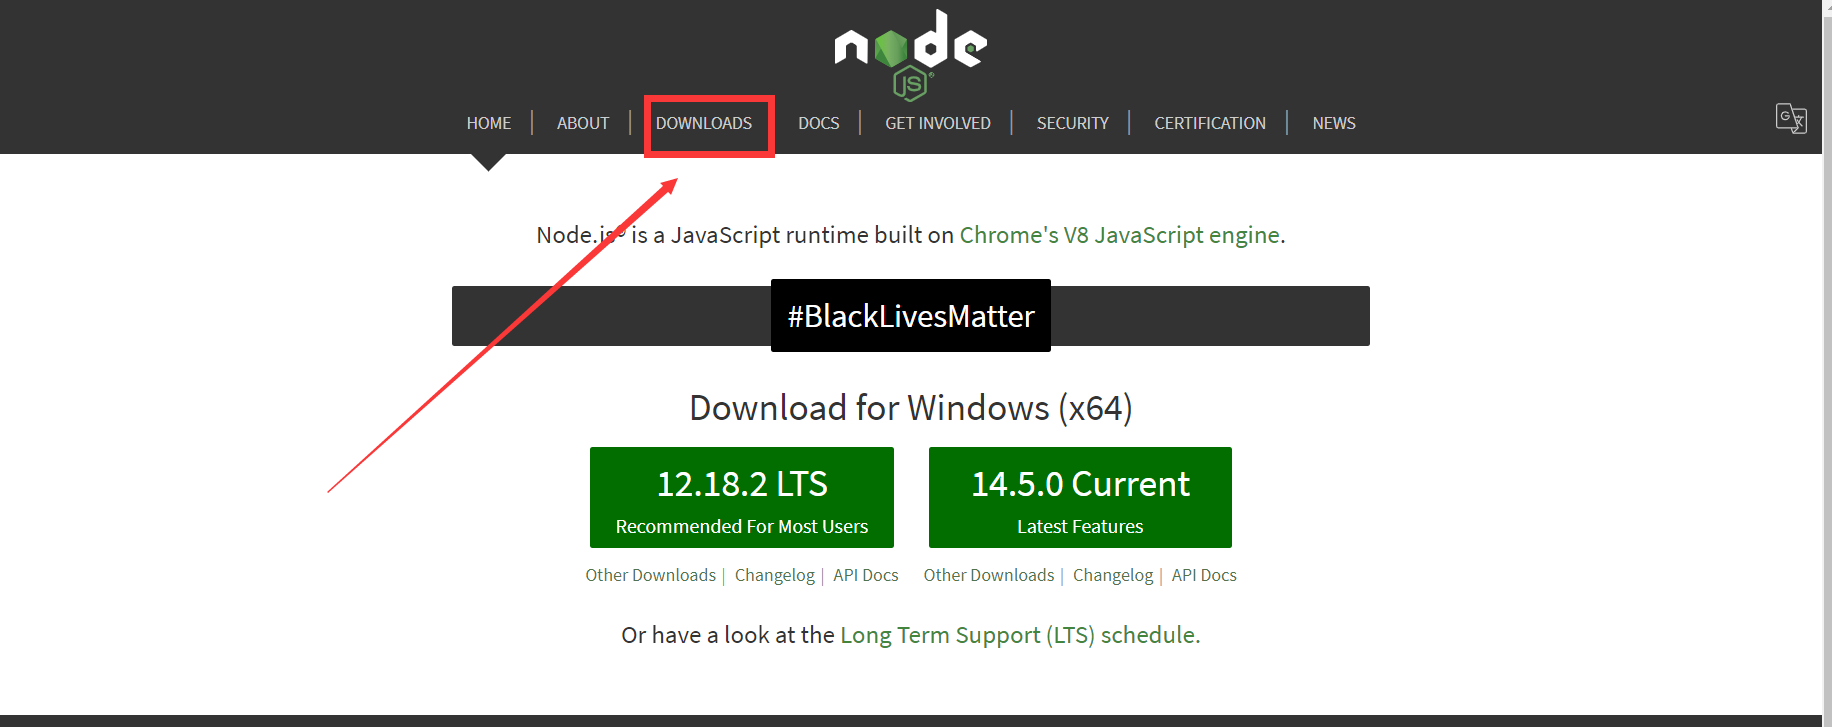 node
JS®
HOME | ABOUT | DOWNLOADS DOCS | GET INVOLVED | SECURITY | CERTIFICATION | NEWS
G 文
Node.js® is a JavaScript runtime built on Chrome's V8 JavaScript engine.
#BlackLivesMatter
Download for Windows (x64)
12.18.2 LTS
Recommended For Most Users
14.5.0 Current
Latest Features
Other Downloads | Changelog | API Docs
Other Downloads | Changelog | API Docs
Or have a look at the Long Term Support (LTS) schedule.